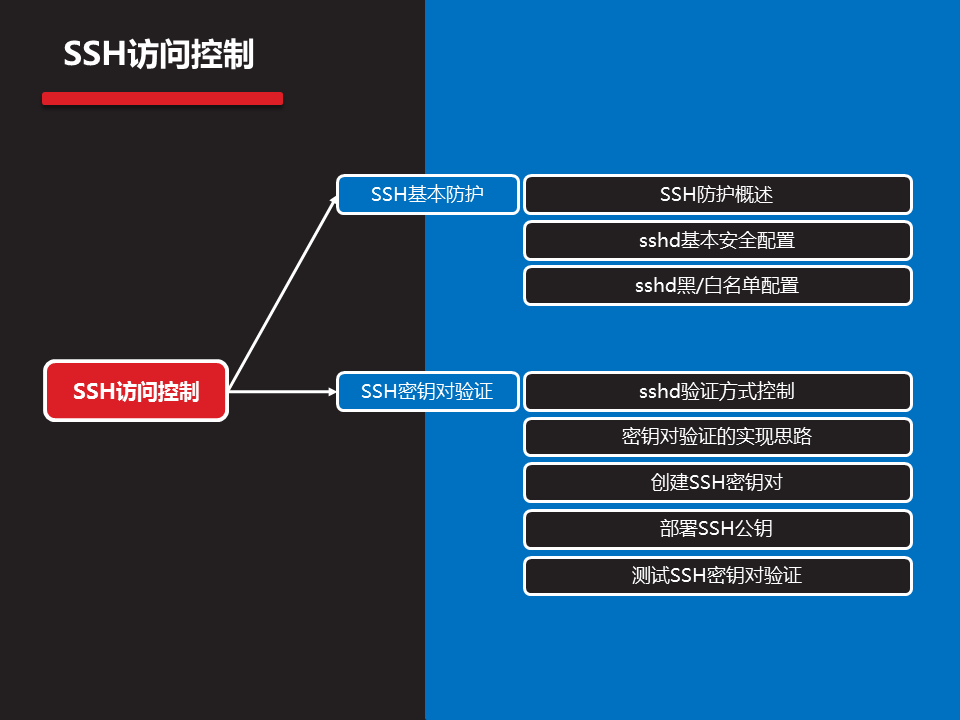 SSH访问控制
SSH基本防护
SSH防护概述
sshd基本安全配置
sshd黑/白名单配置
SSH访问控制
SSH密钥对验证
sshd验证方式控制
密钥对验证的实现思路
创建SSH密钥对
部署SSH公钥
测试SSH密钥对验证